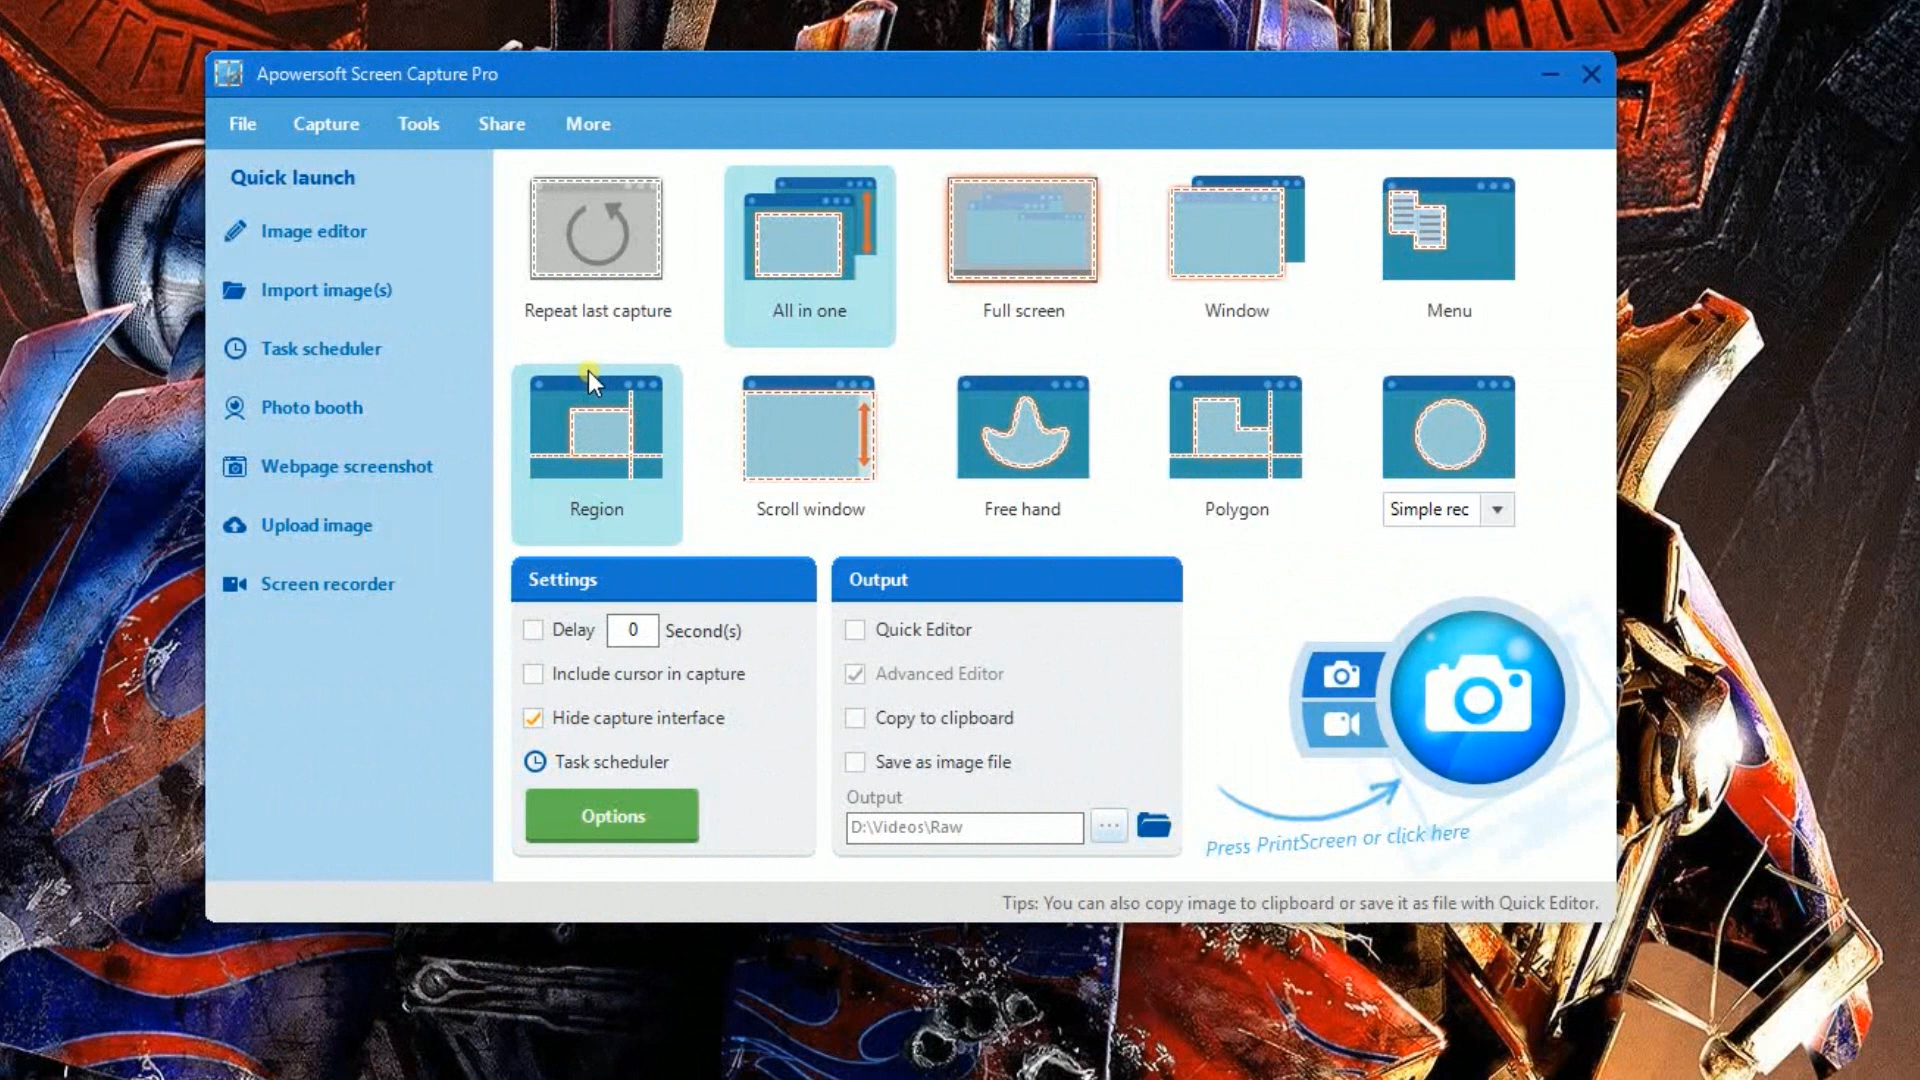 Apowersoft Screen Capture Pro
File Capture Tools Share More
Quick launch
Image editor
Import image(s)
Task scheduler
Photo booth
Webpage screenshot
Upload image
Screen recorder
Repeat last capture
All in one
Full screen
Window
Menu
Region
Scroll window
Free hand
Polygon
Simple rec
Settings
Delay 0 Second(s)
Include cursor in capture
Hide capture interface
Task scheduler
Options
Output
Quick Editor
Advanced Editor
Copy to clipboard
Save as image file
Output
D:\Videos\Raw
...
Press PrintScreen or click here
Tips: You can also copy image to clipboard or save it as file with Quick Editor.